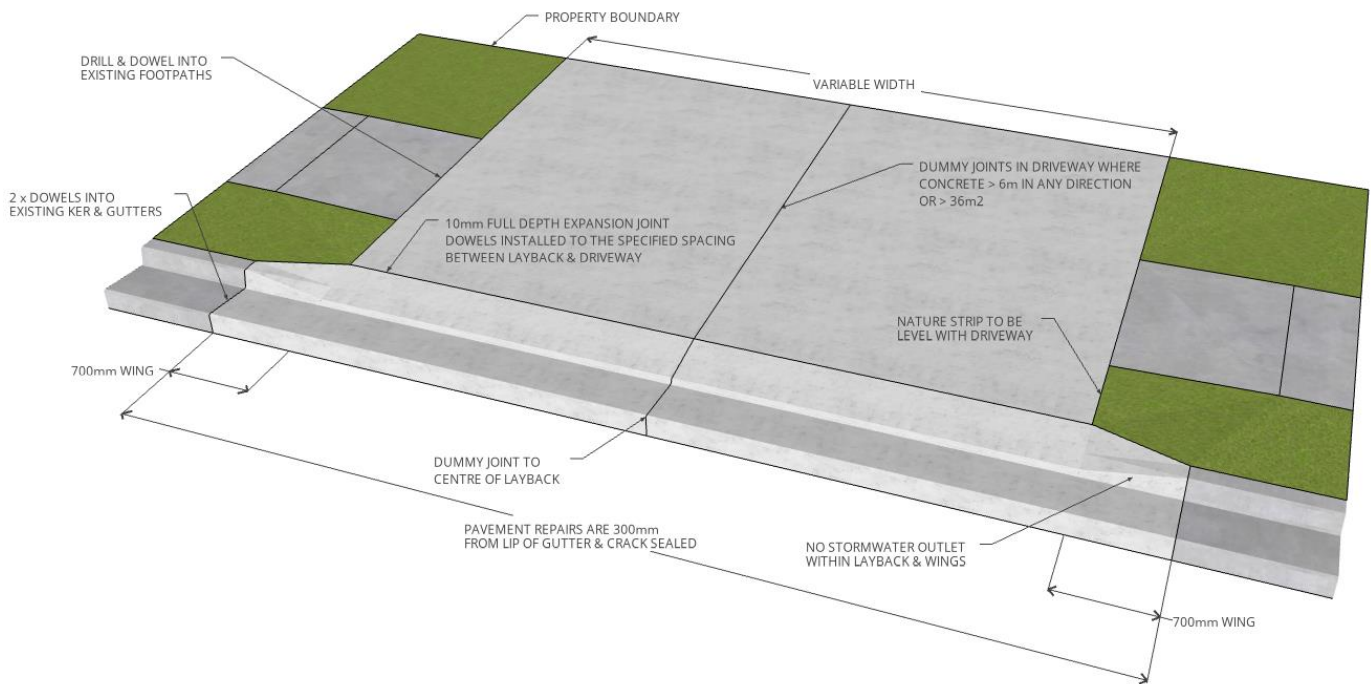 PROPERTY BOUNDARY
DRILL & DOWEL INTO
EXISTING FOOTPATHS
VARIABLE WIDTH
DUMMY JOINTS IN DRIVEWAY WHERE
CONCRETE > 6m IN ANY DIRECTION
OR > 36m2
2 x DOWELS INTO
EXISTING KER & GUTTERS
10mm FULL DEPTH EXPANSION JOINT
DOWELS INSTALLED TO THE SPECIFIED SPACING
BETWEEN LAYBACK & DRIVEWAY
NATURE STRIP TO BE
LEVEL WITH DRIVEWAY
700mm WING
DUMMY JOINT TO
CENTRE OF LAYBACK
PAVEMENT REPAIRS ARE 300mm
FROM LIP OF GUTTER & CRACK SEALED
NO STORMWATER OUTLET
WITHIN LAYBACK & WINGS
700mm WING